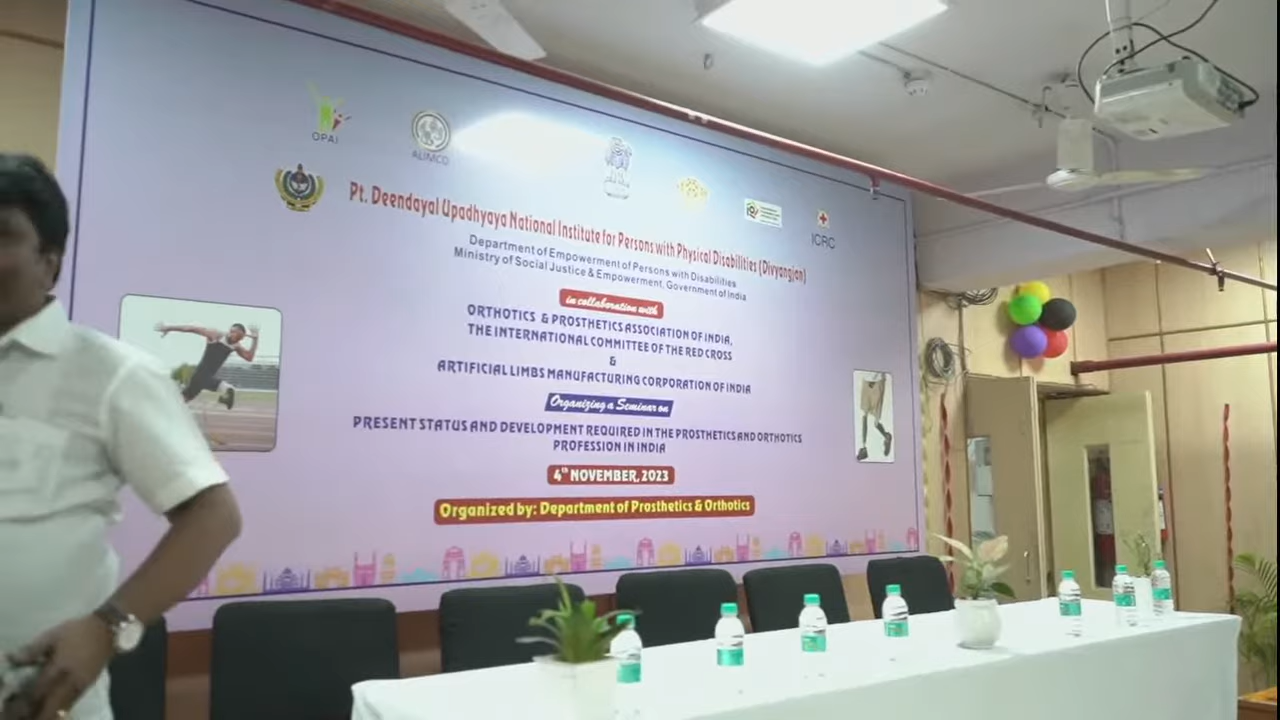 OPAI
ALIMCO
ICRC
Pt. Deendayal Upadhyaya National Institute for Persons with Physical Disabilities (Divyangjan)
Department of Empowerment of Persons with Disabilities
Ministry of Social Justice & Empowerment, Government of India
in collaboration with
ORTHOTICS & PROSTHETICS ASSOCIATION OF INDIA,
THE INTERNATIONAL COMMITTEE OF THE RED CROSS
&
ARTIFICIAL LIMBS MANUFACTURING CORPORATION OF INDIA
Organizing a Seminar on
PRESENT STATUS AND DEVELOPMENT REQUIRED IN THE PROSTHETICS AND ORTHOTICS
PROFESSION IN INDIA
4th NOVEMBER, 2023
Organized by: Department of Prosthetics & Orthotics